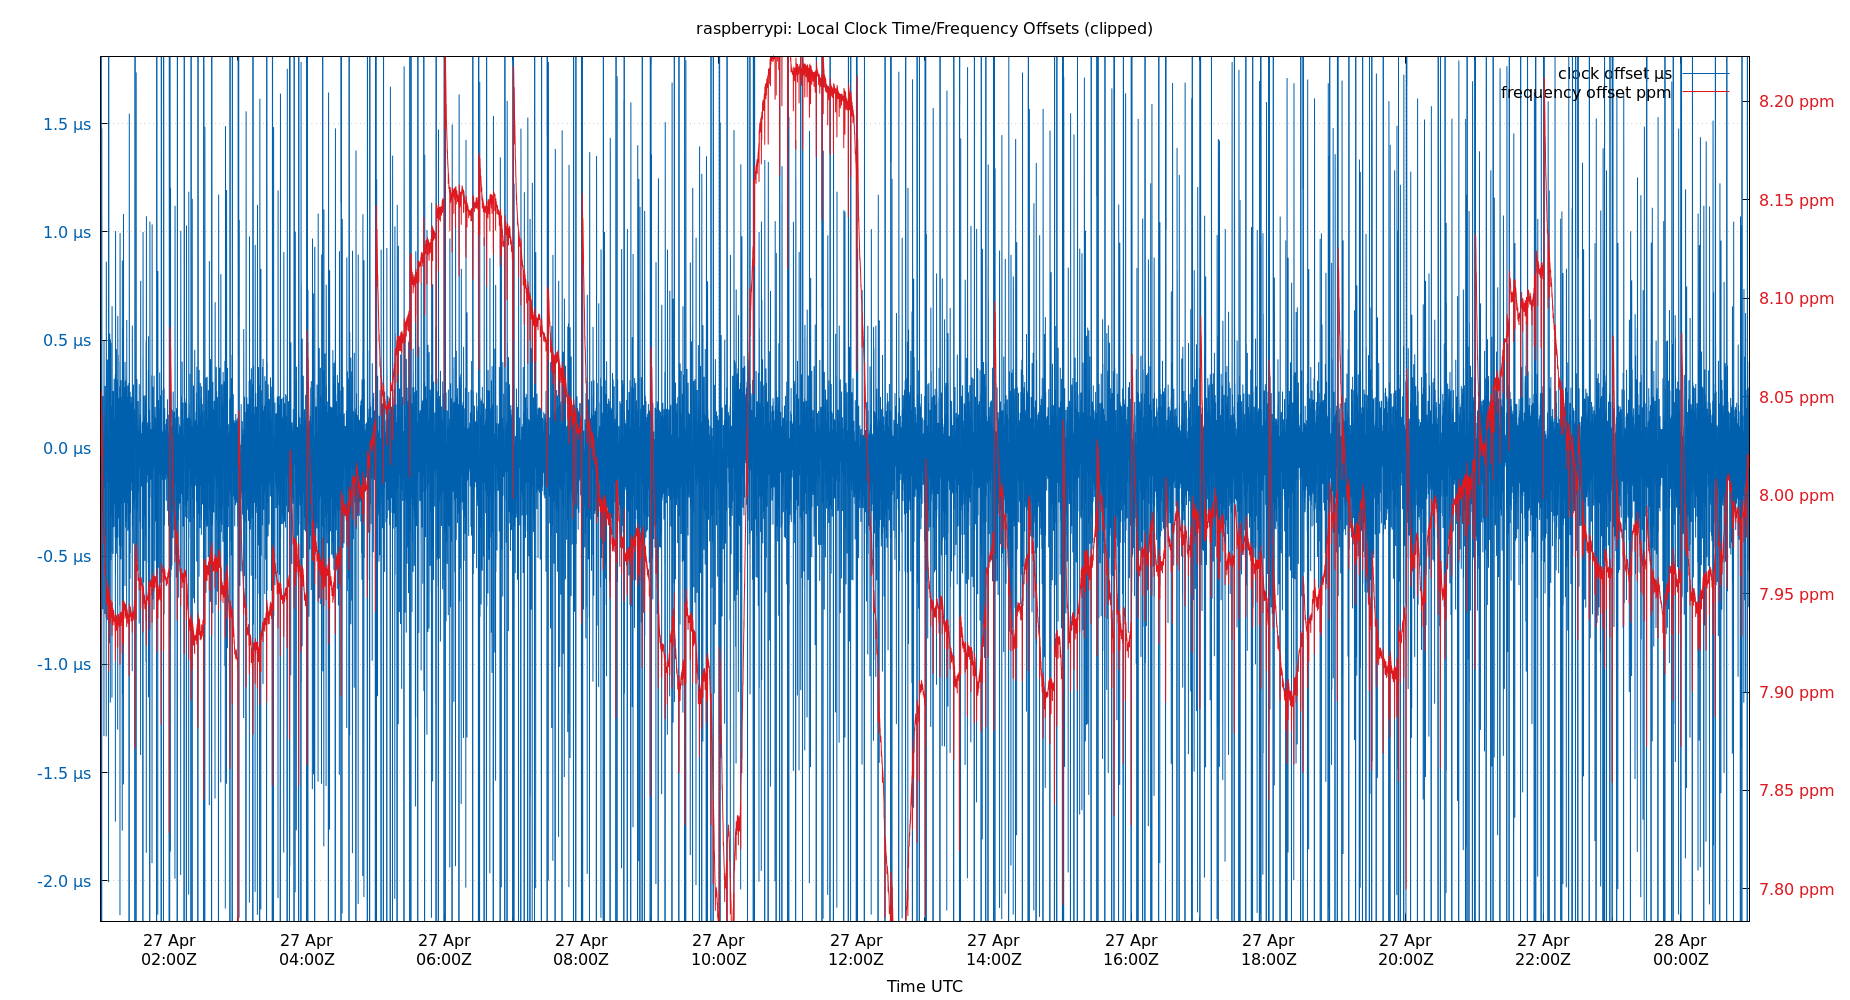 raspberrypi: Local Clock Time/Frequency Offsets (clipped)
clock offset µs
frequency offset ppm
1.5 µs
1.0 µs
0.5 µs
0.0 µs
-0.5 µs
-1.0 µs
-1.5 µs
-2.0 µs
8.20 ppm
8.15 ppm
8.10 ppm
8.05 ppm
8.00 ppm
7.95 ppm
7.90 ppm
7.85 ppm
7.80 ppm
27 Apr 27 Apr 27 Apr 27 Apr 27 Apr 27 Apr 27 Apr 27 Apr 27 Apr 27 Apr 27 Apr 28 Apr
02:00Z 04:00Z 06:00Z 08:00Z 10:00Z 12:00Z 14:00Z 16:00Z 18:00Z 20:00Z 22:00Z 00:00Z
Time UTC